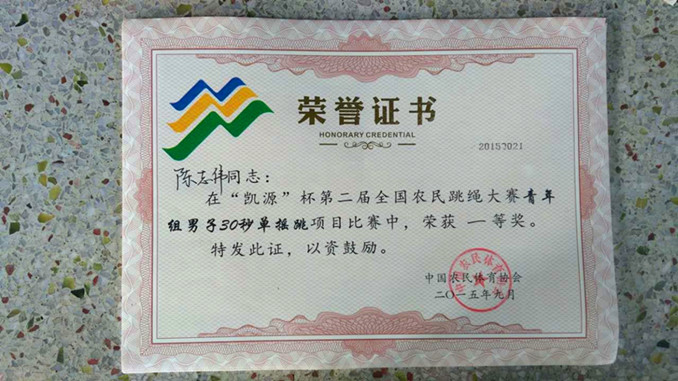 荣誉证书
HONORARY CREDENTIAL
20157021
陈志伟同志：
在“凯源”杯第二届全国农民跳绳大赛青年
组男子30秒单摇跳项目比赛中，荣获 一等奖。
特发此证，以资鼓励。
中国农民体育协会
二〇一五年九月